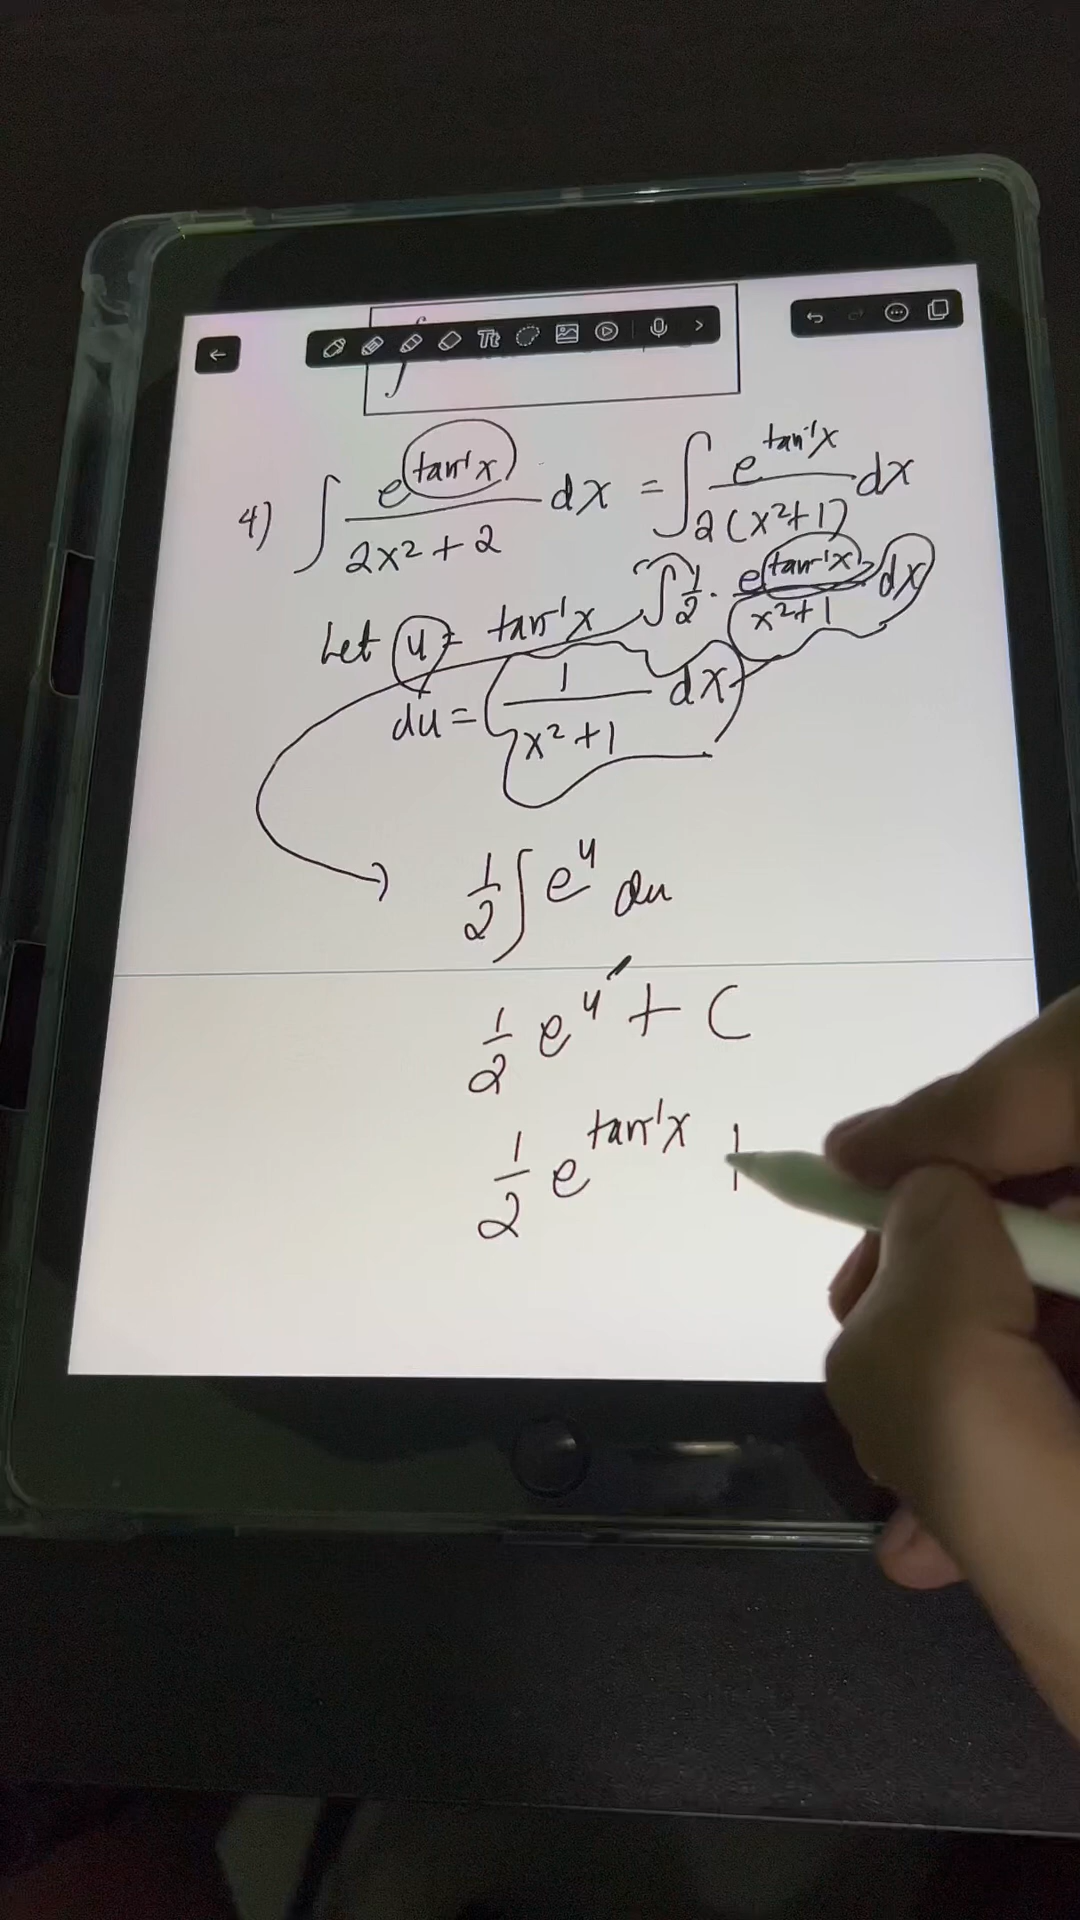 Tt
4) ∫ e^(tan⁻¹x) / (2x² + 2) dx = ∫ e^(tan⁻¹x) / (2(x²+1)) dx
∫ 1/2 · e^(tan⁻¹x) / (x²+1) dx
Let u = tan⁻¹x
du = 1 / (x²+1) dx
1/2 ∫ e^u du
1/2 e^u + C
1/2 e^(tan⁻¹x)